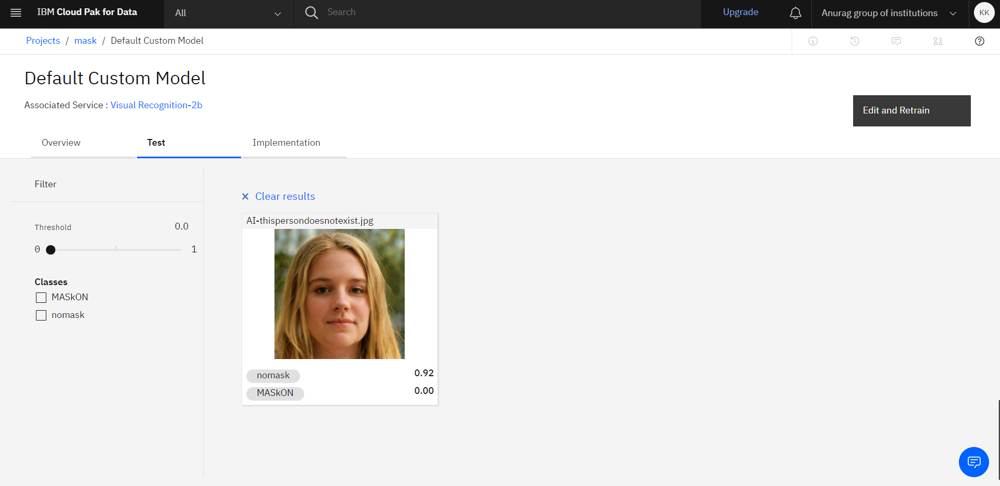 IBM Cloud Pak for Data
All
Search
Upgrade
Anurag group of institutions
KK
Projects / mask / Default Custom Model
Default Custom Model
Associated Service : Visual Recognition-2b
Edit and Retrain
Overview
Test
Implementation
Filter
Clear results
AI-thispersondoesnotexist.jpg
Threshold 0.0
0 1
Classes
MASkON
nomask
nomask 0.92
MASkON 0.00